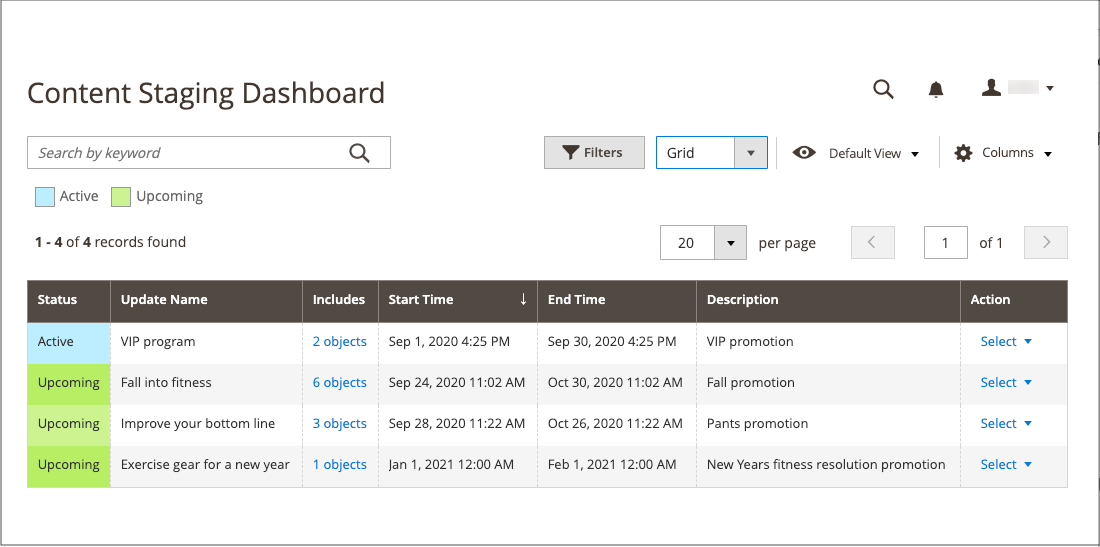 Content Staging Dashboard
Search by keyword
Filters
Grid
Default View
Columns
Active Upcoming
1 - 4 of 4 records found
20 per page
1 of 1
Status Update Name Includes Start Time ↓ End Time Description Action
Active VIP program 2 objects Sep 1, 2020 4:25 PM Sep 30, 2020 4:25 PM VIP promotion Select
Upcoming Fall into fitness 6 objects Sep 24, 2020 11:02 AM Oct 30, 2020 11:02 AM Fall promotion Select
Upcoming Improve your bottom line 3 objects Sep 28, 2020 11:22 AM Oct 26, 2020 11:22 AM Pants promotion Select
Upcoming Exercise gear for a new year 1 objects Jan 1, 2021 12:00 AM Feb 1, 2021 12:00 AM New Years fitness resolution promotion Select